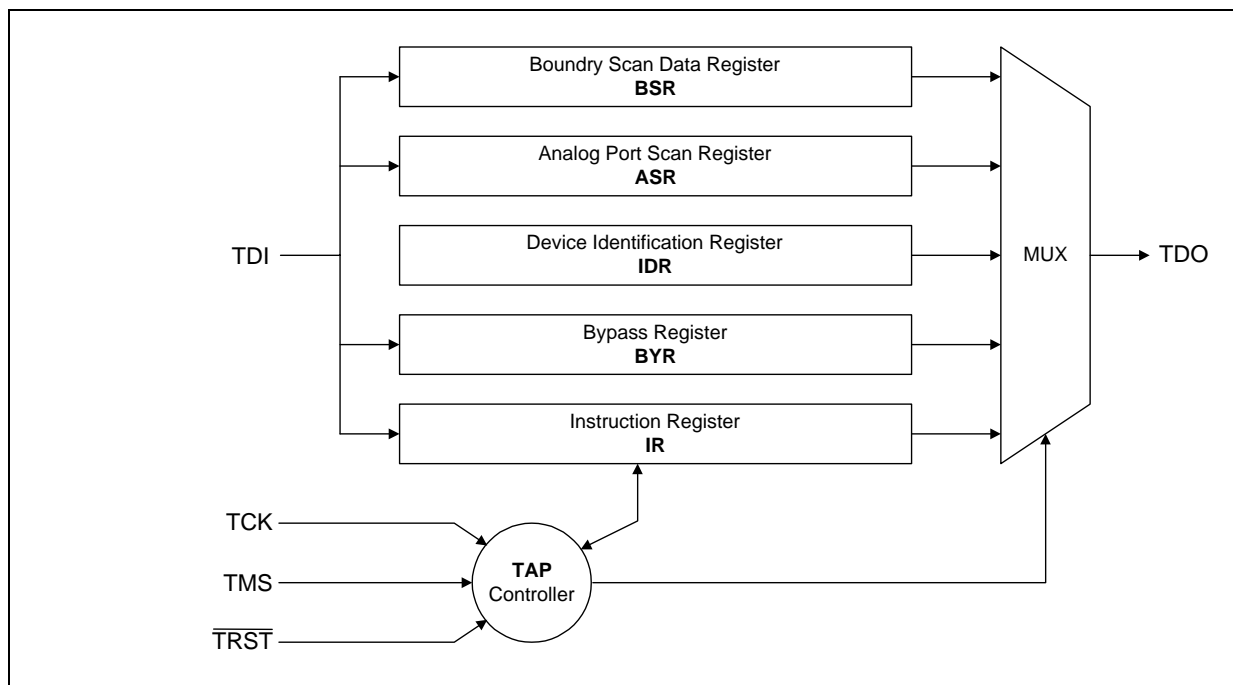 Boundry Scan Data Register
BSR
Analog Port Scan Register
ASR
Device Identification Register
IDR
TDI
MUX
TDO
Bypass Register
BYR
Instruction Register
IR
TCK
TMS
TRST
TAP
Controller